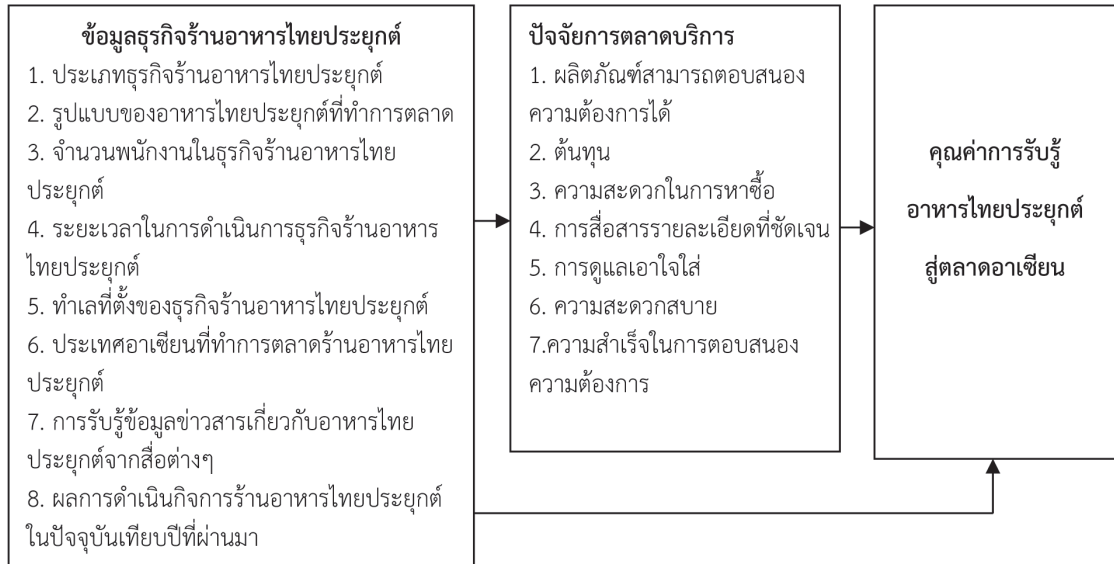 ข้อมูลธุรกิจร้านอาหารไทยประยุกต์
1. ประเภทธุรกิจร้านอาหารไทยประยุกต์
2. รูปแบบของอาหารไทยประยุกต์ที่ทำการตลาด
3. จำนวนพนักงานในธุรกิจร้านอาหารไทย
ประยุกต์
4. ระยะเวลาในการดำเนินการธุรกิจร้านอาหาร
ไทยประยุกต์
5. ทำเลที่ตั้งของธุรกิจร้านอาหารไทยประยุกต์
6. ประเทศอาเซียนที่ทำการตลาดร้านอาหารไทย
ประยุกต์
7. การรับรู้ข้อมูลข่าวสารเกี่ยวกับอาหารไทย
ประยุกต์จากสื่อต่างๆ
8. ผลการดำเนินกิจการร้านอาหารไทยประยุกต์
ในปัจจุบันเทียบปีที่ผ่านมา
ปัจจัยการตลาดบริการ
1. ผลิตภัณฑ์สามารถตอบสนอง
ความต้องการได้
2. ต้นทุน
3. ความสะดวกในการหาซื้อ
4. การสื่อสารรายละเอียดที่ชัดเจน
5. การดูแลเอาใจใส่
6. ความสะดวกสบาย
7.ความสำเร็จในการตอบสนอง
ความต้องการ
คุณค่าการรับรู้
อาหารไทยประยุกต์
สู่ตลาดอาเซียน